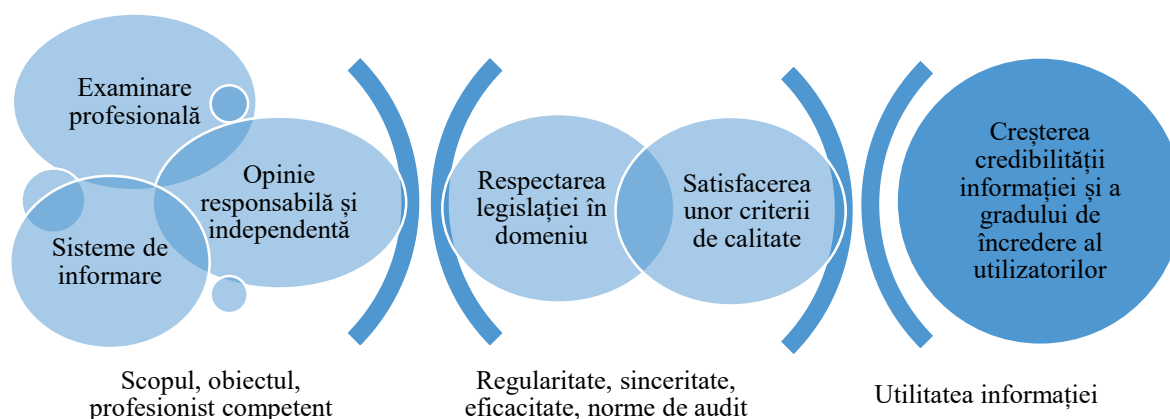 Examinare
profesională
Opinie
responsabilă și
independentă
Sisteme de
informare
Scopul, obiectul,
profesionist competent
Respectarea
legislației în
domeniu
Satisfacerea
unor criterii
de calitate
Regularitate, sinceritate,
eficacitate, norme de audit
Creșterea
credibilității
informației și a
gradului de
încredere al
utilizatorilor
Utilitatea informației